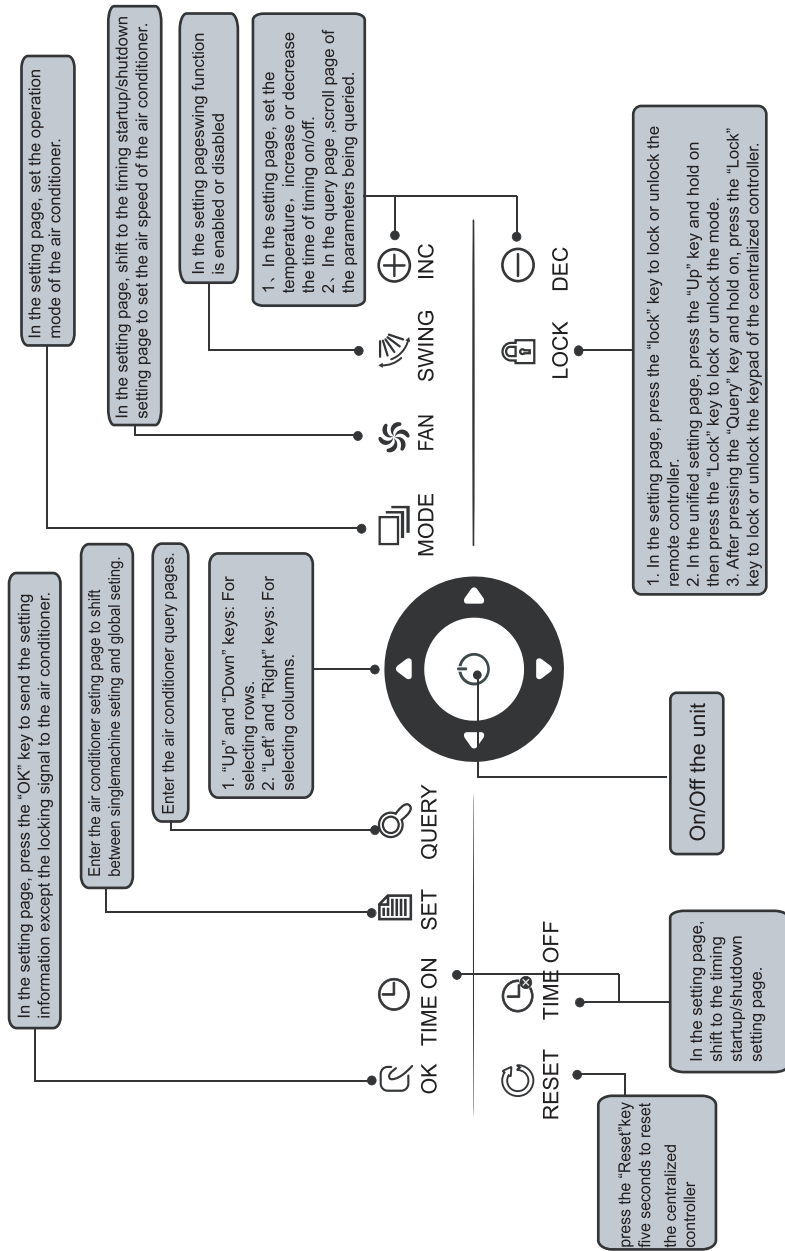 In the setting page, press the “OK” key to send the setting
information except the locking signal to the air conditioner.
Enter the air conditioner seting page to shift
between singlemachine seting and global seting.
Enter the air conditioner query pages.
1. “Up” and “Down” keys: For
selecting rows.
2. “Left’ and ”Right” keys: For
selecting columns.
In the setting page, set the operation
mode of the air conditioner.
In the setting page, shift to the timing startup/shutdown
setting page to set the air speed of the air conditioner.
In the setting pageswing function
is enabled or disabled
1、In the setting page, set the
temperature, increase or decrease
the time of timing on/off.
2、In the query page ,scroll page of
the parameters being queried.
OK
TIME ON
SET
QUERY
MODE
FAN
SWING
INC
RESET
TIME OFF
LOCK
DEC
press the “Reset”key
five seconds to reset
the centralized
controller
In the setting page,
shift to the timing
startup/shutdown
setting page.
On/Off the unit
1. In the setting page, press the “lock” key to lock or unlock the
remote controller.
2. In the unified setting page, press the “Up” key and hold on
then press the “Lock” key to lock or unlock the mode.
3. After pressing the “Query” key and hold on, press the “Lock”
key to lock or unlock the keypad of the centralized controller.